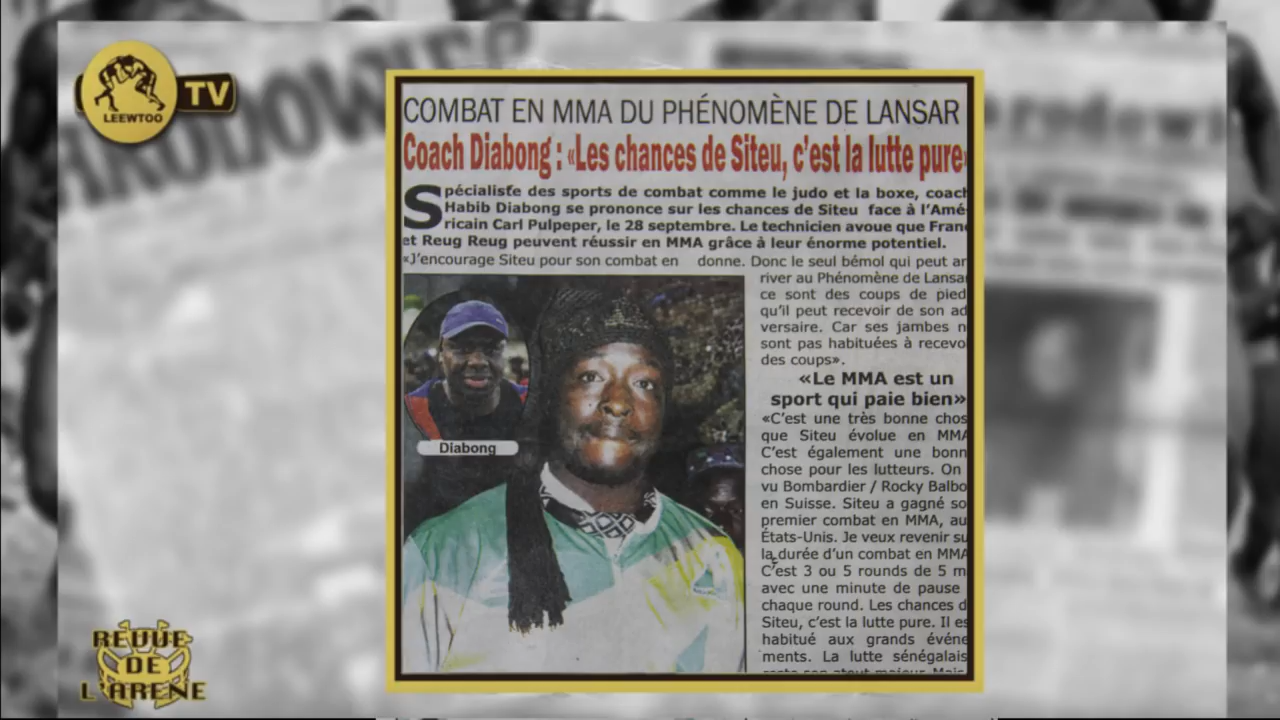 LEEWTOO
TV
COMBAT EN MMA DU PHÉNOMÈNE DE LANSAR
Coach Diabong : «Les chances de Siteu, c'est la lutte pure»
Spécialiste des sports de combat comme le judo et la boxe, coach
Habib Diabong se prononce sur les chances de Siteu face à l'Amé-
ricain Carl Pulpeper, le 28 septembre. Le technicien avoue que Fran
et Reug Reug peuvent réussir en MMA grâce à leur énorme potentiel.
«J'encourage Siteu pour son combat en
donne. Donc le seul bémol qui peut ar
river au Phénomène de Lansar
ce sont des coups de pied
qu'il peut recevoir de son ad
versaire. Car ses jambes n
sont pas habituées à recevo
des coups».
«Le MMA est un
sport qui paie bien»
«C'est une très bonne chos
que Siteu évolue en MMA
C'est également une bonn
chose pour les lutteurs. On
vu Bombardier / Rocky Balbo
en Suisse. Siteu a gagné so
premier combat en MMA, au
États-Unis. Je veux revenir su
la durée d'un combat en MMA
C'est 3 ou 5 rounds de 5 m
avec une minute de pause
chaque round. Les chances d
Siteu, c'est la lutte pure. Il es
habitué aux grands événe
ments. La lutte sénégalais
Diabong
REVUE
DE
L'ARENE